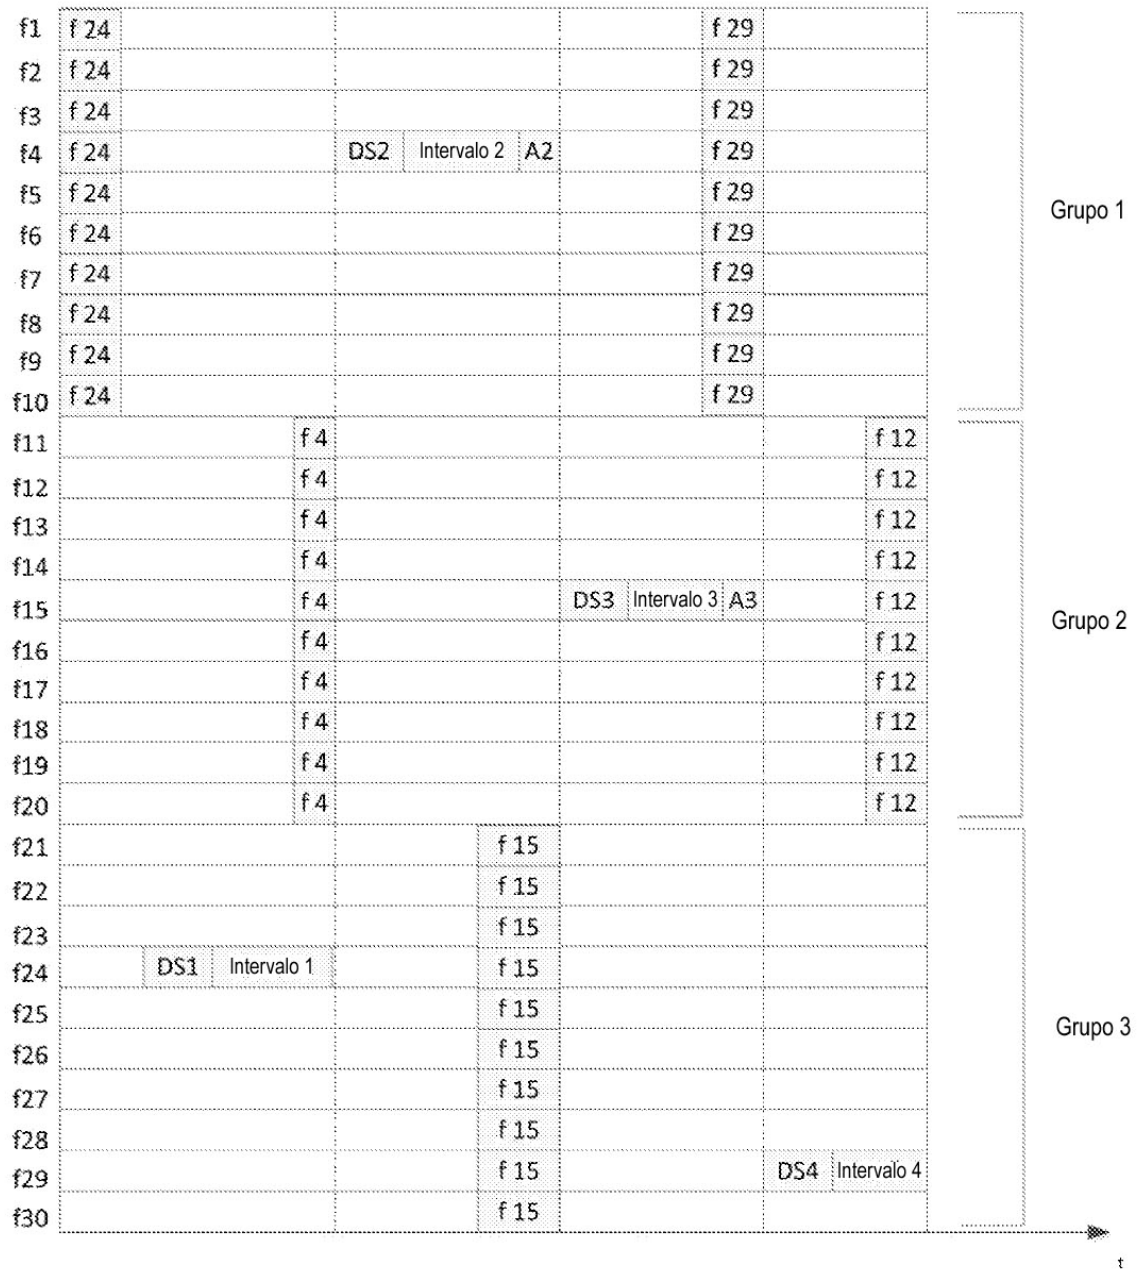 f1 f 24 f 29
f2 f 24 f 29
f3 f 24 f 29
f4 f 24 DS2 Intervalo 2 A2 f 29
f5 f 24 f 29
Grupo 1
f6 f 24 f 29
f7 f 24 f 29
f8 f 24 f 29
f9 f 24 f 29
f10 f 24 f 29
f11 f 4 f 12
f12 f 4 f 12
f13 f 4 f 12
f14 f 4 f 12
f15 f 4 DS3 Intervalo 3 A3 f 12
Grupo 2
f16 f 4 f 12
f17 f 4 f 12
f18 f 4 f 12
f19 f 4 f 12
f20 f 4 f 12
f21 f 15
f22 f 15
f23 f 15
f24 DS1 Intervalo 1 f 15
f25 f 15
Grupo 3
f26 f 15
f27 f 15
f28 f 15
f29 f 15 DS4 Intervalo 4
f30 f 15
t